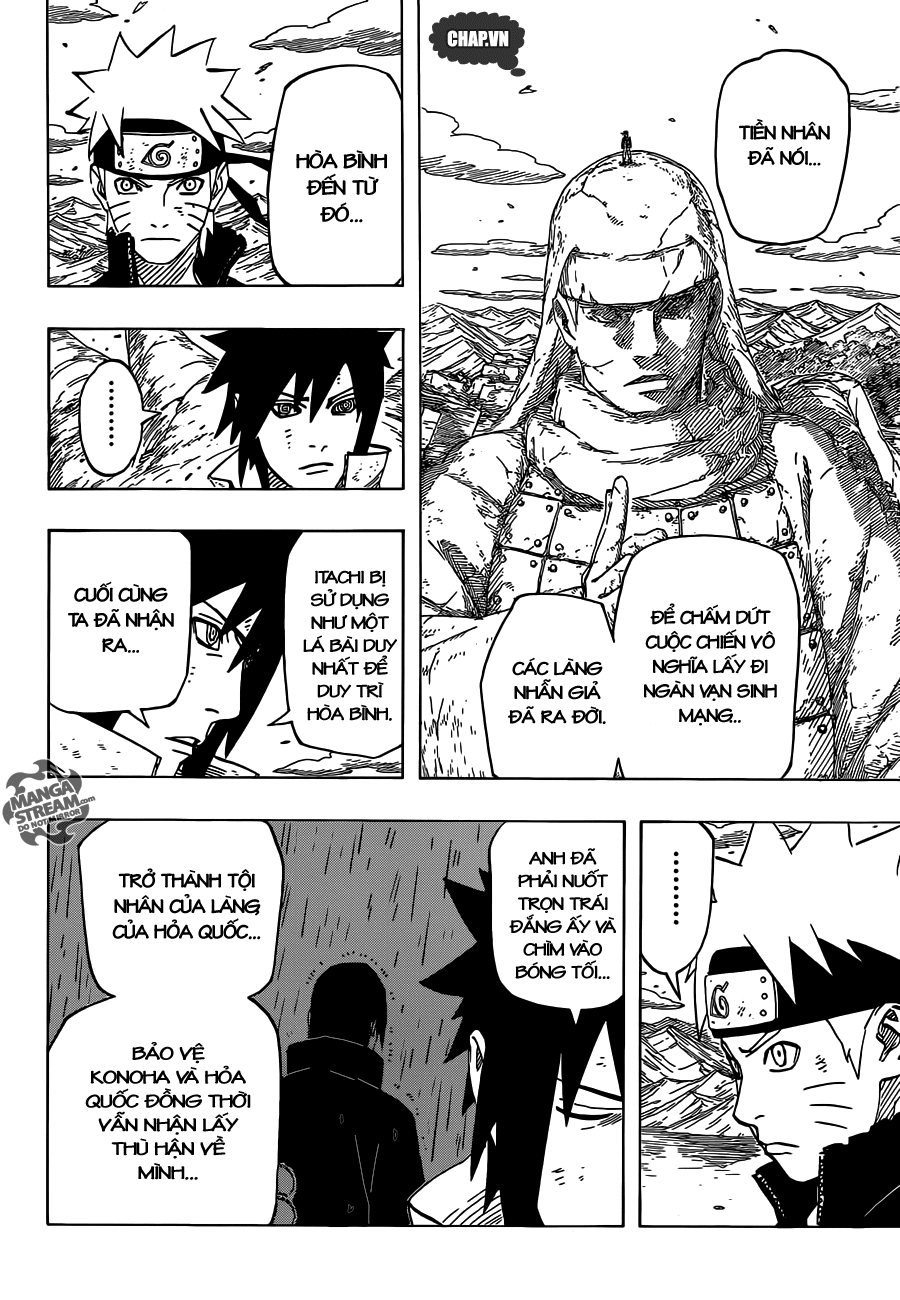 CHAP.VN
TIỀN NHÂN
ĐÃ NÓI...
ĐỂ CHẤM DỨT
CUỘC CHIẾN VÔ
NGHĨA LẤY ĐI
NGÀN VẠN SINH
MẠNG..
CÁC LÀNG
NHẪN GIẢ
ĐÃ RA ĐỜI.
HÒA BÌNH
ĐẾN TỪ
ĐÓ...
........
ITACHI BỊ
SỬ DỤNG
NHƯ MỘT
LÁ BÀI DUY
NHẤT ĐỂ
DUY TRÌ
HÒA BÌNH.
CUỐI CÙNG
TA ĐÃ NHẬN
RA...
MANGA
STREAM.com
DO NOT MIRROR
.........
ANH ĐÃ
PHẢI NUỐT
TRỌN TRÁI
ĐẮNG ẤY VÀ
CHÌM VÀO
BÓNG TỐI...
TRỞ THÀNH TỘI
NHÂN CỦA LÀNG,
CỦA HỎA QUỐC...
BẢO VỆ
KONOHA VÀ HỎA
QUỐC ĐỒNG THỜI
VẪN NHẬN LẤY
THÙ HẬN VỀ
MÌNH...